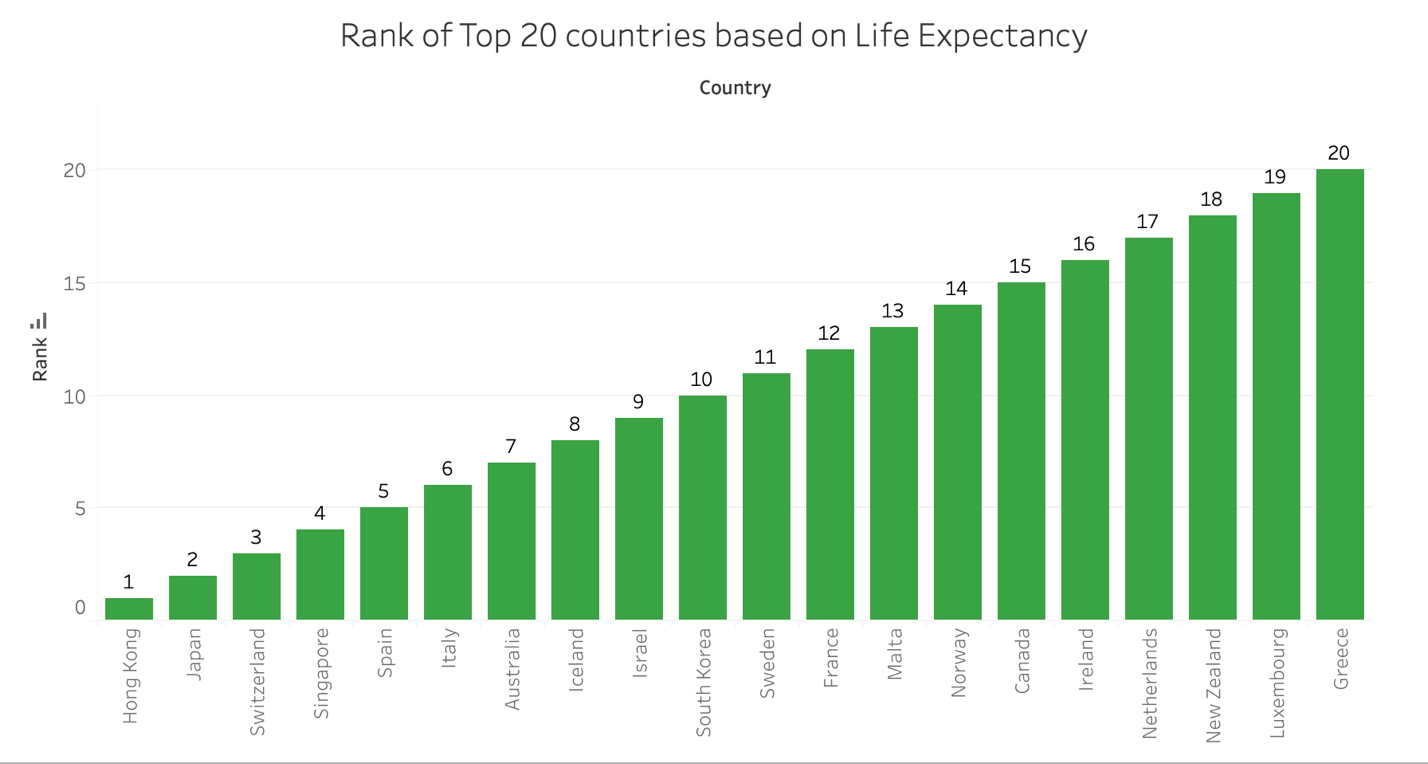 Rank of Top 20 countries based on Life Expectancy
Country
20
15
10
5
0
Rank
1
2
3
4
5
6
7
8
9
10
11
12
13
14
15
16
17
18
19
20
Hong Kong
Japan
Switzerland
Singapore
Spain
Italy
Australia
Iceland
Israel
South Korea
Sweden
France
Malta
Norway
Canada
Ireland
Netherlands
New Zealand
Luxembourg
Greece